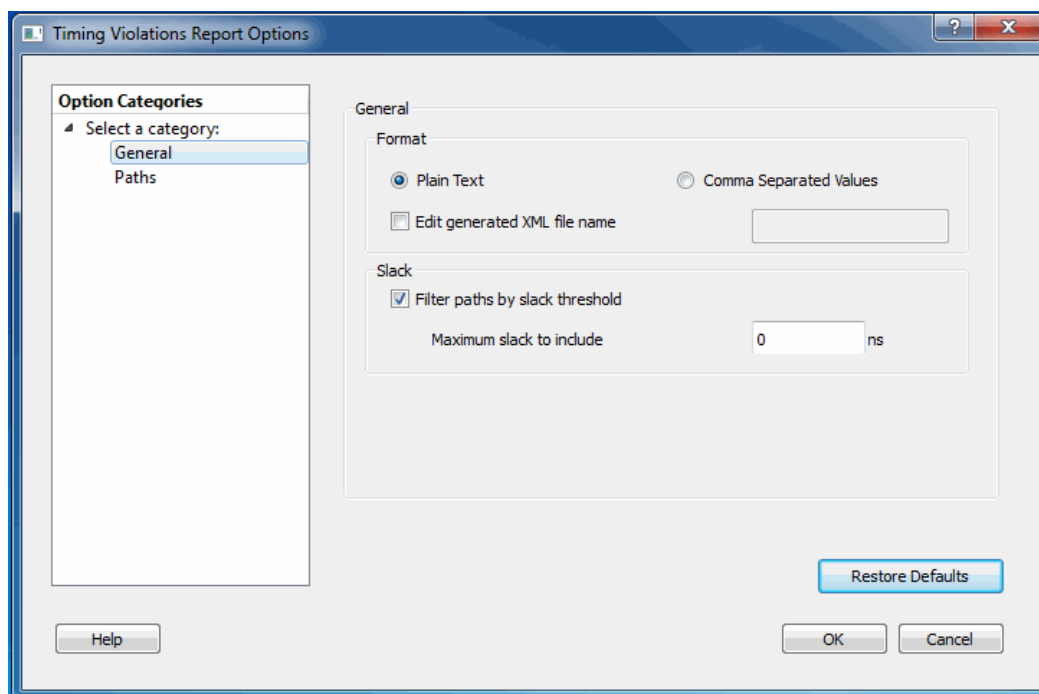 Timing Violations Report Options
?
X
Option Categories
Select a category:
General
Paths
General
Format
Plain Text
Comma Separated Values
Edit generated XML file name
Slack
Filter paths by slack threshold
Maximum slack to include 0 ns
Restore Defaults
Help
OK
Cancel